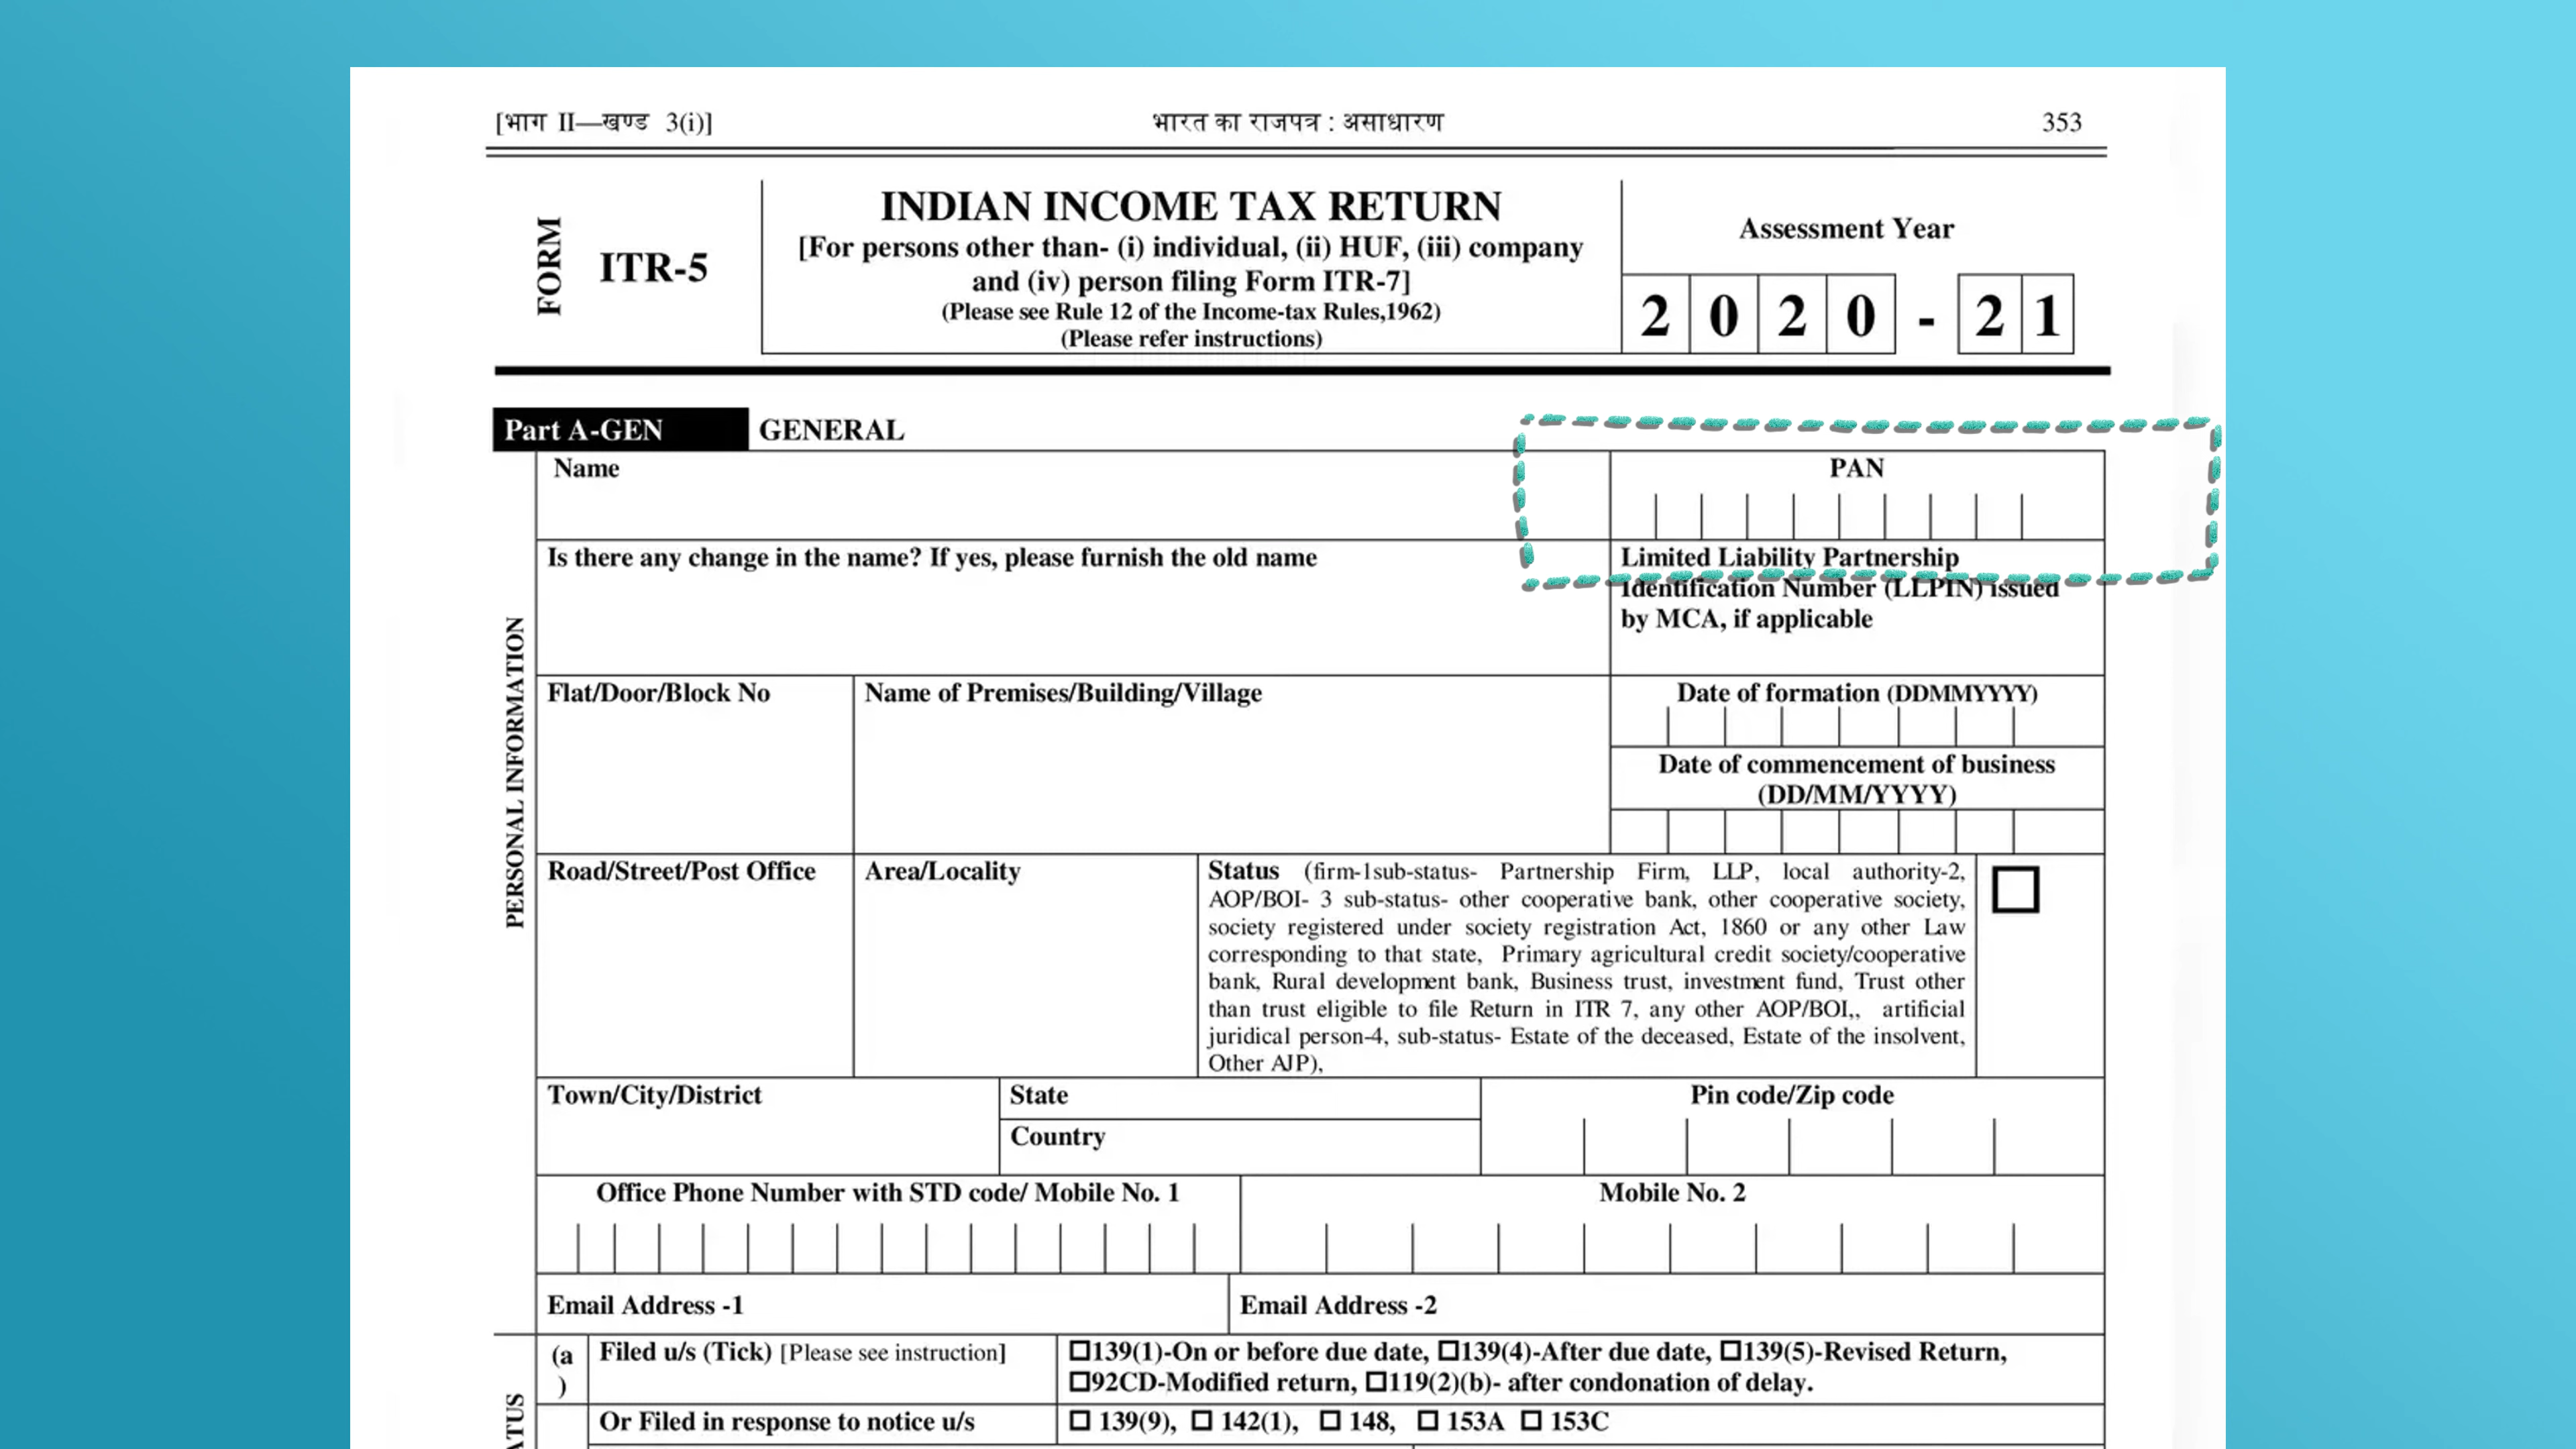 [भाग II—खण्ड 3(i)] भारत का राजपत्र : असाधारण 353
FORM
ITR-5
INDIAN INCOME TAX RETURN
[For persons other than- (i) individual, (ii) HUF, (iii) company
and (iv) person filing Form ITR-7]
(Please see Rule 12 of the Income-tax Rules,1962)
(Please refer instructions)
Assessment Year
2 0 2 0 - 2 1
Part A-GEN GENERAL
PERSONAL INFORMATION
Name
PAN
Is there any change in the name? If yes, please furnish the old name
Limited Liability Partnership
Identification Number (LLPIN) issued
by MCA, if applicable
Flat/Door/Block No
Name of Premises/Building/Village
Date of formation (DDMMYYYY)
Date of commencement of business
(DD/MM/YYYY)
Road/Street/Post Office
Area/Locality
Status (firm-1sub-status- Partnership Firm, LLP, local authority-2,
AOP/BOI- 3 sub-status- other cooperative bank, other cooperative society,
society registered under society registration Act, 1860 or any other Law
corresponding to that state, Primary agricultural credit society/cooperative
bank, Rural development bank, Business trust, investment fund, Trust other
than trust eligible to file Return in ITR 7, any other AOP/BOI,, artificial
juridical person-4, sub-status- Estate of the deceased, Estate of the insolvent,
Other AJP),
Town/City/District
State
Country
Pin code/Zip code
Office Phone Number with STD code/ Mobile No. 1
Mobile No. 2
Email Address -1
Email Address -2
(a
)
Filed u/s (Tick) [Please see instruction]
☐139(1)-On or before due date, ☐139(4)-After due date, ☐139(5)-Revised Return,
☐92CD-Modified return, ☐119(2)(b)- after condonation of delay.
Or Filed in response to notice u/s
☐ 139(9), ☐ 142(1), ☐ 148, ☐ 153A ☐ 153C